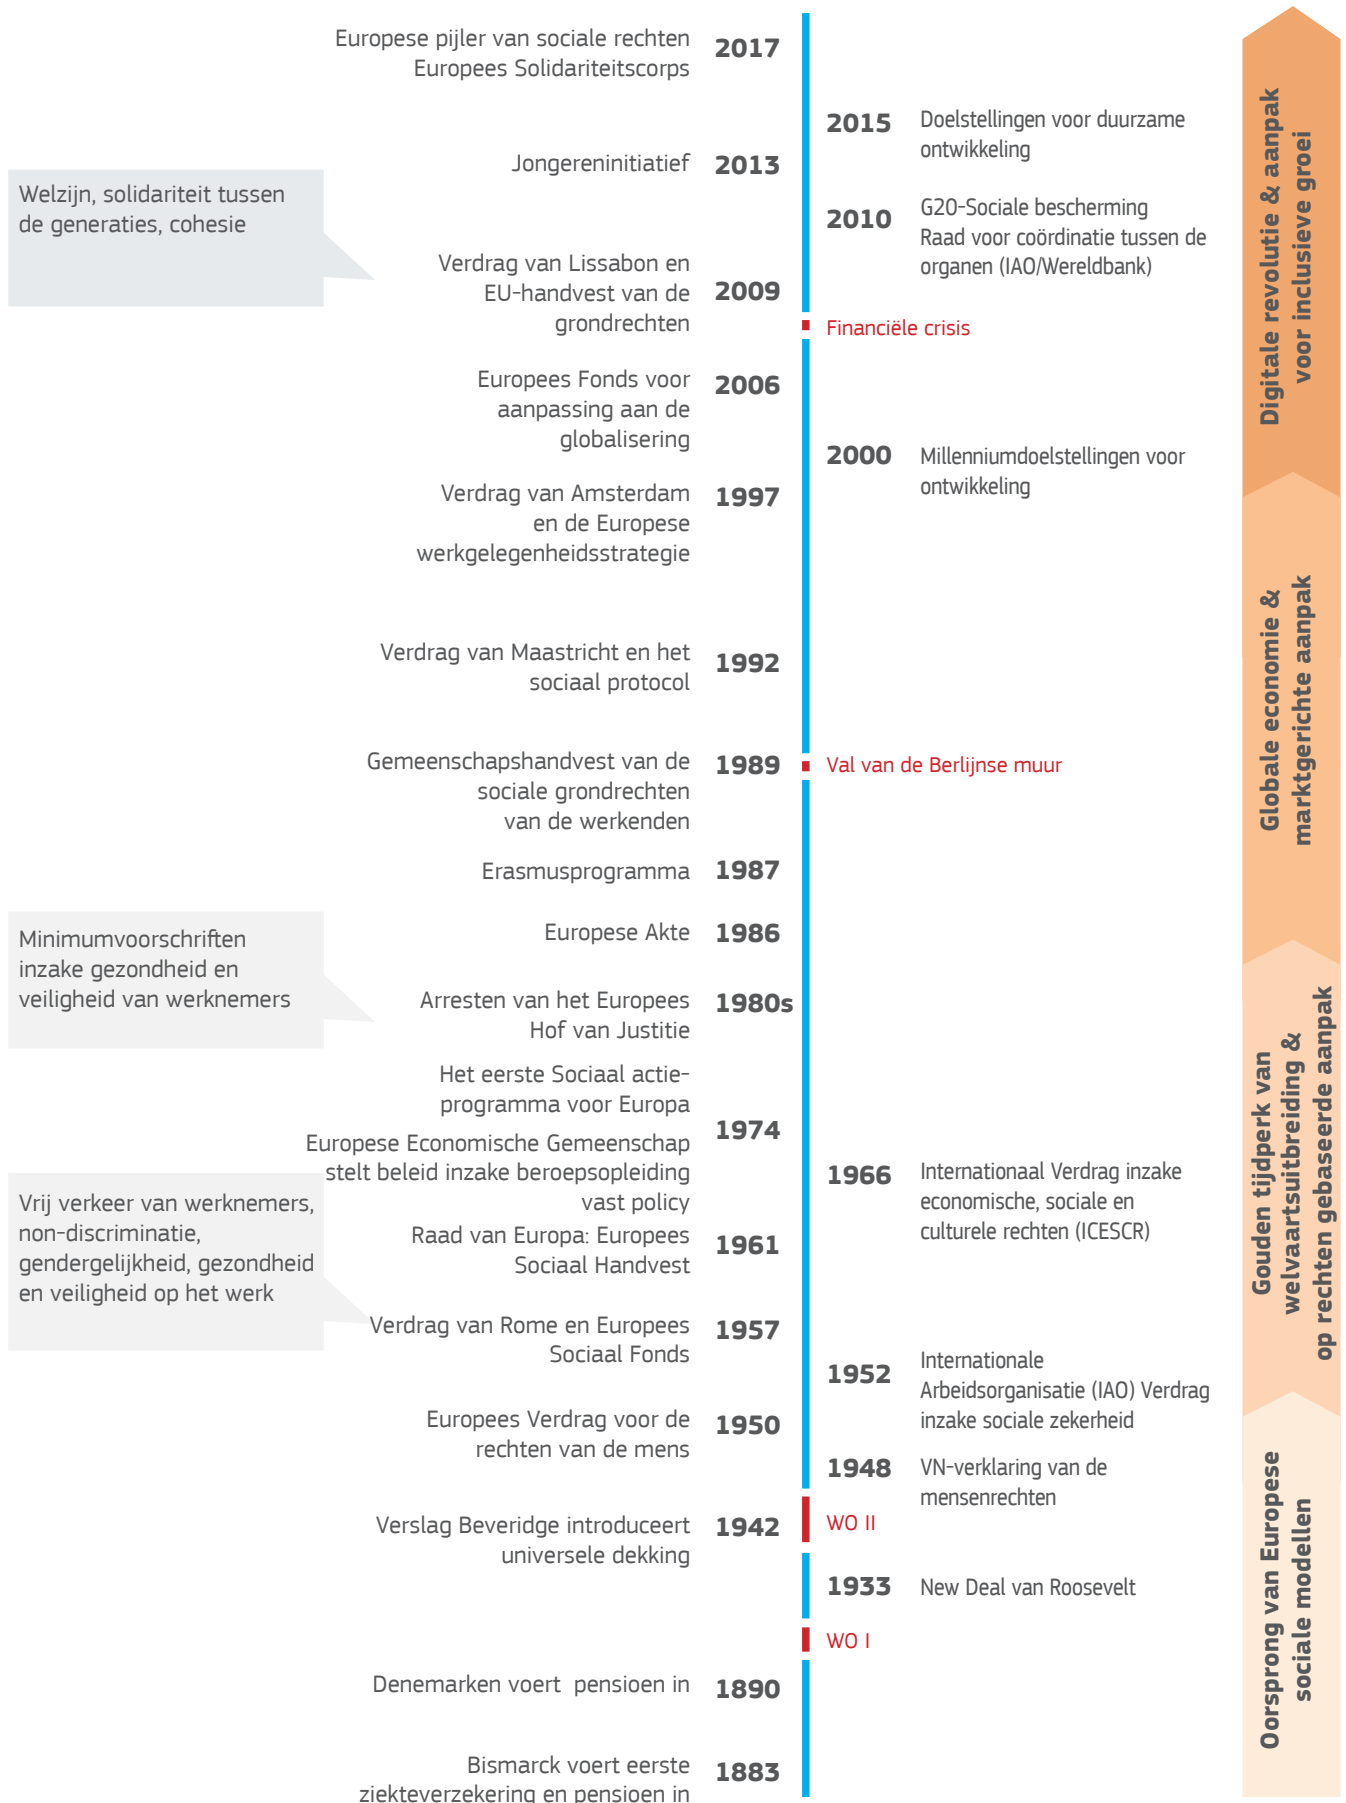 Europese pijler van sociale rechten
Europees Solidariteitscorps
2017
2015
Doelstellingen voor duurzame
ontwikkeling
Jongereninitiatief
2013
Welzijn, solidariteit tussen
de generaties, cohesie
2010
G20-Sociale bescherming
Raad voor coördinatie tussen de
organen (IAO/Wereldbank)
Verdrag van Lissabon en
EU-handvest van de
grondrechten
2009
Financiële crisis
Europees Fonds voor
aanpassing aan de
globalisering
2006
2000
Millenniumdoelstellingen voor
ontwikkeling
Verdrag van Amsterdam
en de Europese
werkgelegenheidsstrategie
1997
Verdrag van Maastricht en het
sociaal protocol
1992
Gemeenschapshandvest van de
sociale grondrechten
van de werkenden
1989
Val van de Berlijnse muur
Erasmusprogramma
1987
Europese Akte
1986
Minimumvoorschriften
inzake gezondheid en
veiligheid van werknemers
Arresten van het Europees
Hof van Justitie
1980s
Het eerste Sociaal actie-
programma voor Europa
1974
Europese Economische Gemeenschap
stelt beleid inzake beroepsopleiding
vast policy
1966
Internationaal Verdrag inzake
economische, sociale en
culturele rechten (ICESCR)
Vrij verkeer van werknemers,
non-discriminatie,
gendergelijkheid, gezondheid
en veiligheid op het werk
Raad van Europa: Europees
Sociaal Handvest
1961
Verdrag van Rome en Europees
Sociaal Fonds
1957
1952
Internationale
Arbeidsorganisatie (IAO) Verdrag
inzake sociale zekerheid
Europees Verdrag voor de
rechten van de mens
1950
1948
VN-verklaring van de
mensenrechten
Verslag Beveridge introduceert
universele dekking
1942
WO II
1933
New Deal van Roosevelt
WO I
Denemarken voert pensioen in
1890
Bismarck voert eerste
ziekteverzekering en pensioen in
1883
Digitale revolutie & aanpak
voor inclusieve groei
Globale economie &
marktgerichte aanpak
Gouden tijdperk van
welvaartsuitbreiding &
op rechten gebaseerde aanpak
Oorsprong van Europese
sociale modellen